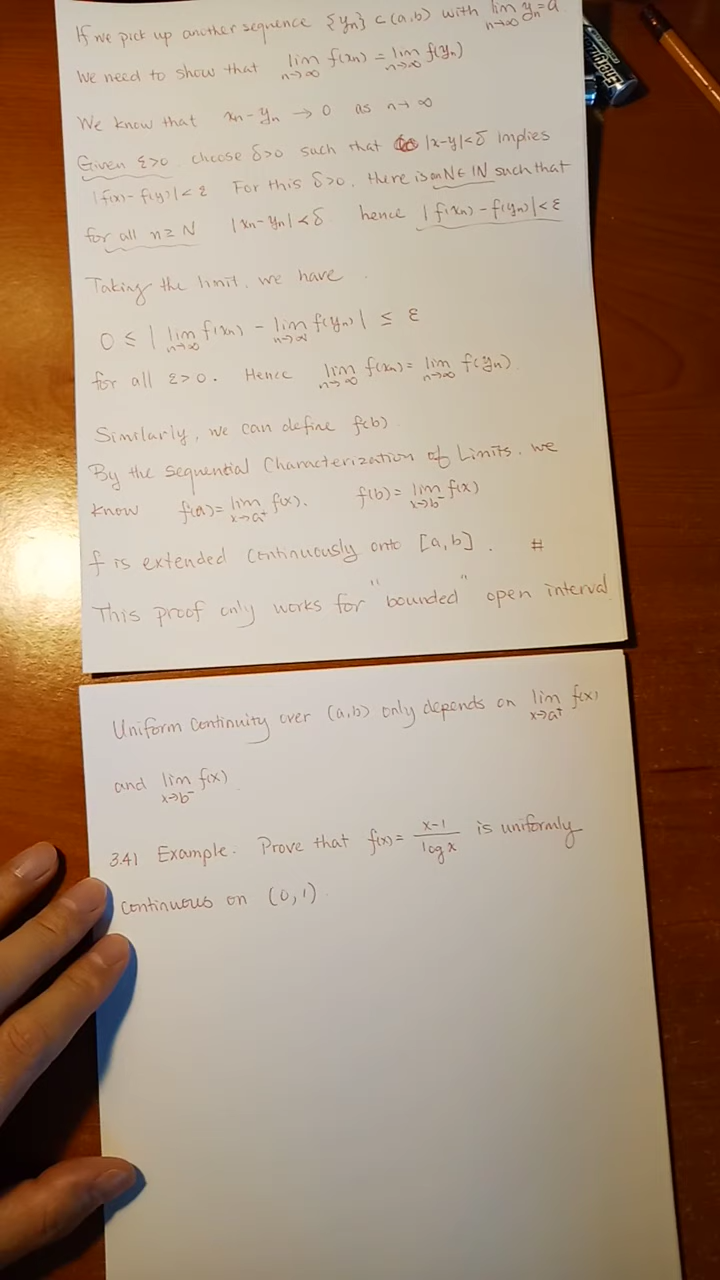 If we pick up another sequence {yn} ⊂ (a,b) with lim n→∞ yn = a
We need to show that lim n→∞ f(xn) = lim n→∞ f(yn)
We know that xn - yn → 0 as n→∞
Given ε>0. choose δ>0 such that |x-y|<δ implies
|f(x)-f(y)|<ε For this δ>0, there is an N∈ℕ such that
for all n≥N |xn-yn|<δ hence |f(xn)-f(yn)|<ε
Taking the limit, we have
0 ≤ | lim n→∞ f(xn) - lim n→∞ f(yn) | ≤ ε
for all ε>0. Hence lim n→∞ f(xn) = lim n→∞ f(yn)
Similarly, we can define f(b)
By the Sequential Characterization of Limits, we
know f(a) = lim x→a+ f(x). f(b) = lim x→b- f(x)
f is extended continuously onto [a,b]. #
This proof only works for "bounded" open interval
Uniform continuity over (a,b) only depends on lim x→a+ f(x)
and lim x→b- f(x)
3.41 Example. Prove that f(x) = x-1 / log x is uniformly
continuous on (0,1).